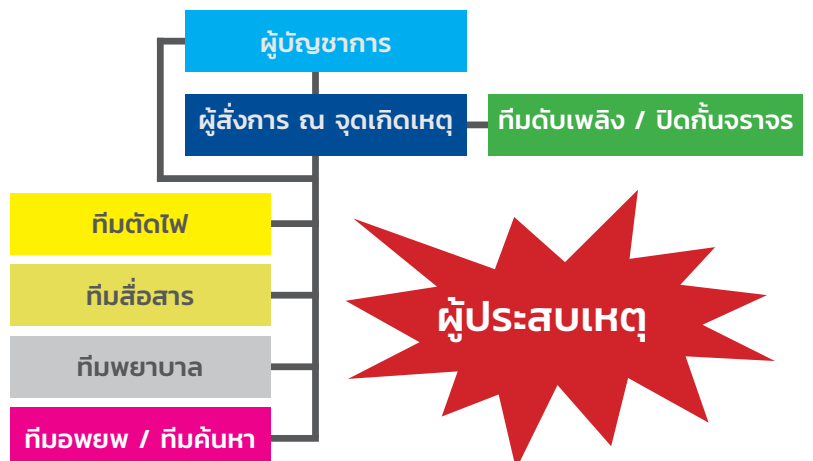 ผู้บัญชาการ
ผู้สั่งการ ณ จุดเกิดเหตุ
ทีมดับเพลิง / ปิดกั้นจราจร
ทีมตัดไฟ
ทีมสื่อสาร
ทีมพยาบาล
ทีมอพยพ / ทีมค้นหา
ผู้ประสบเหตุ